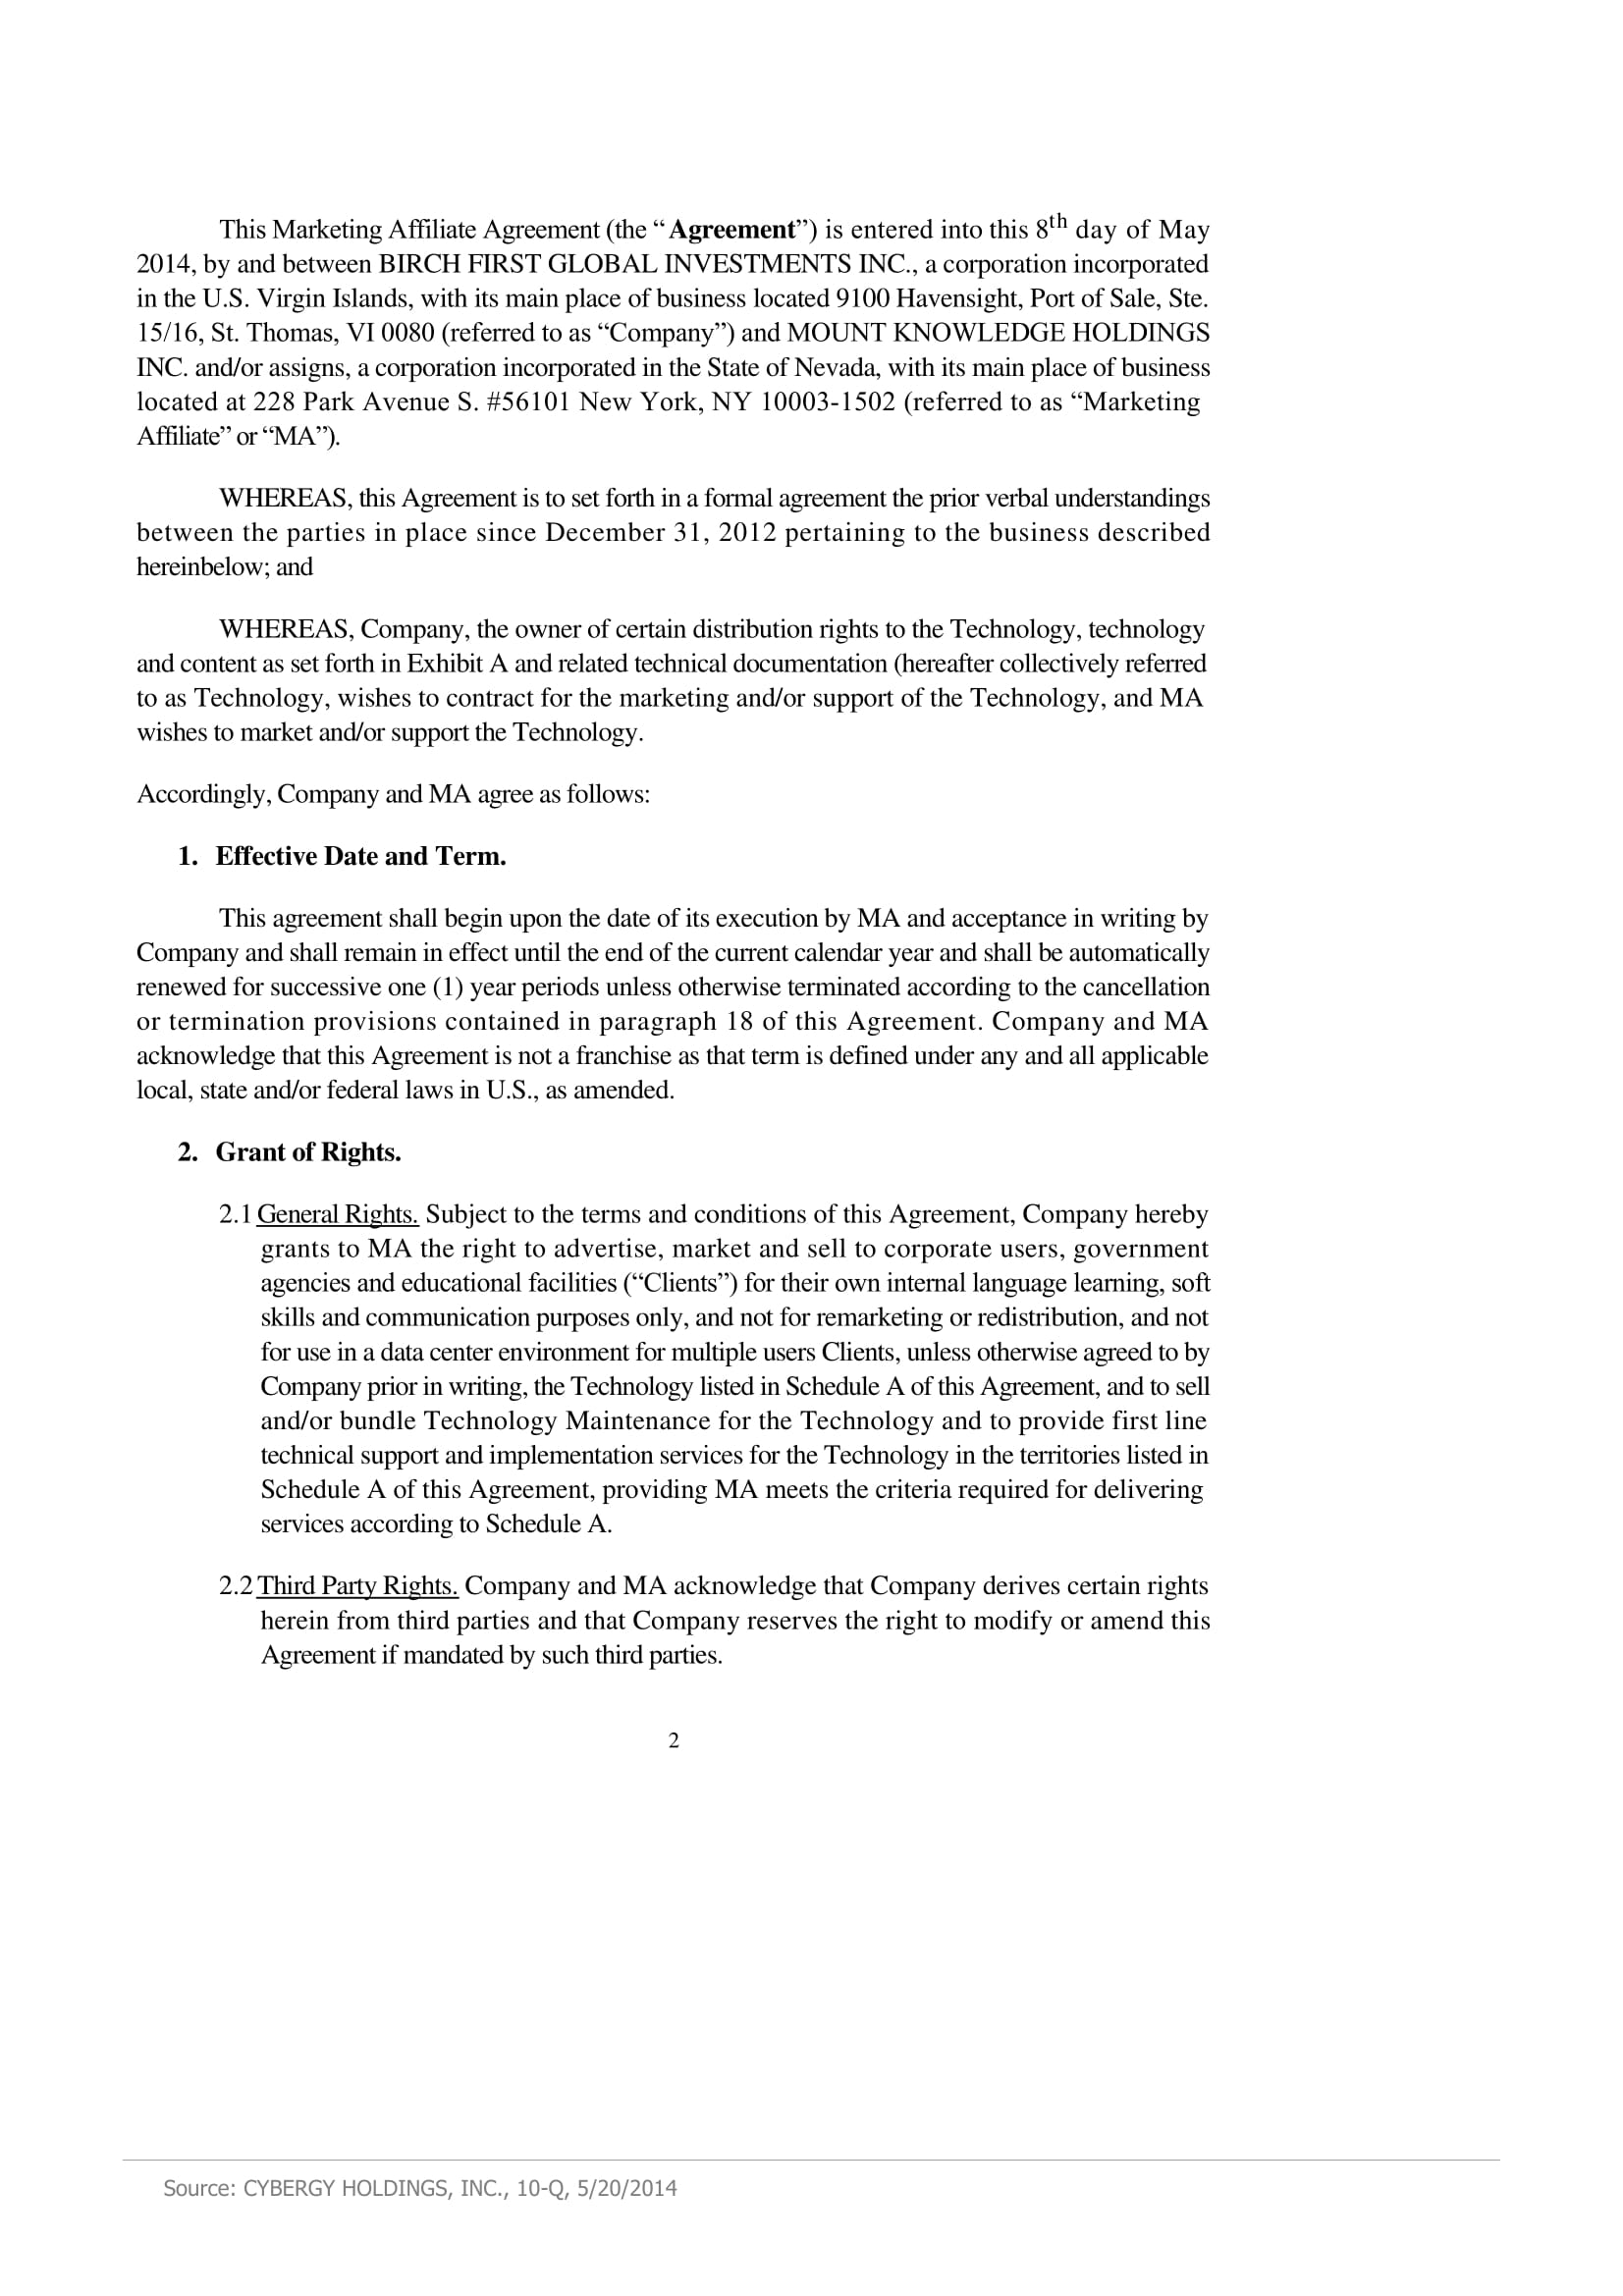 This Marketing Affiliate Agreement (the “Agreement”) is entered into this 8th day of May
2014, by and between BIRCH FIRST GLOBAL INVESTMENTS INC., a corporation incorporated
in the U.S. Virgin Islands, with its main place of business located 9100 Havensight, Port of Sale, Ste.
15/16, St. Thomas, VI 0080 (referred to as “Company”) and MOUNT KNOWLEDGE HOLDINGS
INC. and/or assigns, a corporation incorporated in the State of Nevada, with its main place of business
located at 228 Park Avenue S. #56101 New York, NY 10003-1502 (referred to as “Marketing
Affiliate” or “MA”).
WHEREAS, this Agreement is to set forth in a formal agreement the prior verbal understandings
between the parties in place since December 31, 2012 pertaining to the business described
hereinbelow; and
WHEREAS, Company, the owner of certain distribution rights to the Technology, technology
and content as set forth in Exhibit A and related technical documentation (hereafter collectively referred
to as Technology, wishes to contract for the marketing and/or support of the Technology, and MA
wishes to market and/or support the Technology.
Accordingly, Company and MA agree as follows:
1. Effective Date and Term.
This agreement shall begin upon the date of its execution by MA and acceptance in writing by
Company and shall remain in effect until the end of the current calendar year and shall be automatically
renewed for successive one (1) year periods unless otherwise terminated according to the cancellation
or termination provisions contained in paragraph 18 of this Agreement. Company and MA
acknowledge that this Agreement is not a franchise as that term is defined under any and all applicable
local, state and/or federal laws in U.S., as amended.
2. Grant of Rights.
2.1 General Rights. Subject to the terms and conditions of this Agreement, Company hereby
grants to MA the right to advertise, market and sell to corporate users, government
agencies and educational facilities (“Clients”) for their own internal language learning, soft
skills and communication purposes only, and not for remarketing or redistribution, and not
for use in a data center environment for multiple users Clients, unless otherwise agreed to by
Company prior in writing, the Technology listed in Schedule A of this Agreement, and to sell
and/or bundle Technology Maintenance for the Technology and to provide first line
technical support and implementation services for the Technology in the territories listed in
Schedule A of this Agreement, providing MA meets the criteria required for delivering
services according to Schedule A.
2.2 Third Party Rights. Company and MA acknowledge that Company derives certain rights
herein from third parties and that Company reserves the right to modify or amend this
Agreement if mandated by such third parties.
2
Source: CYBERGY HOLDINGS, INC., 10-Q, 5/20/2014